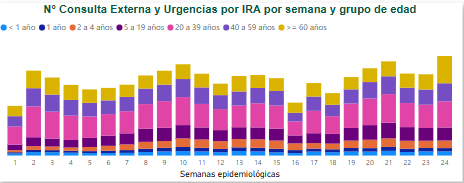 Nº Consulta Externa y Urgencias por IRA por semana y grupo de edad
< 1 año 1 año 2 a 4 años 5 a 19 años 20 a 39 años 40 a 59 años >= 60 años
1 2 3 4 5 6 7 8 9 10 11 12 13 14 15 16 17 18 19 20 21 22 23 24
Semanas epidemiológicas